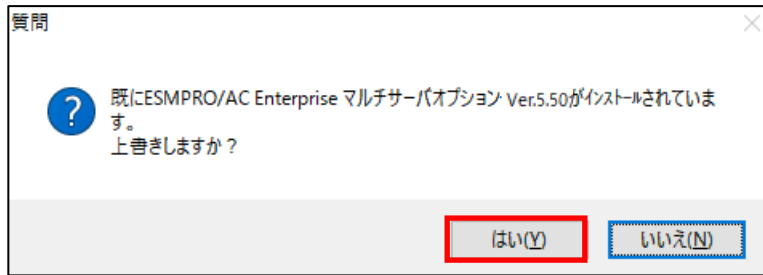 質問
既にESMPRO/AC Enterprise マルチサーバオプション Ver.5.50がインストールされていま
す。
上書きしますか？
はい(Y)
いいえ(N)